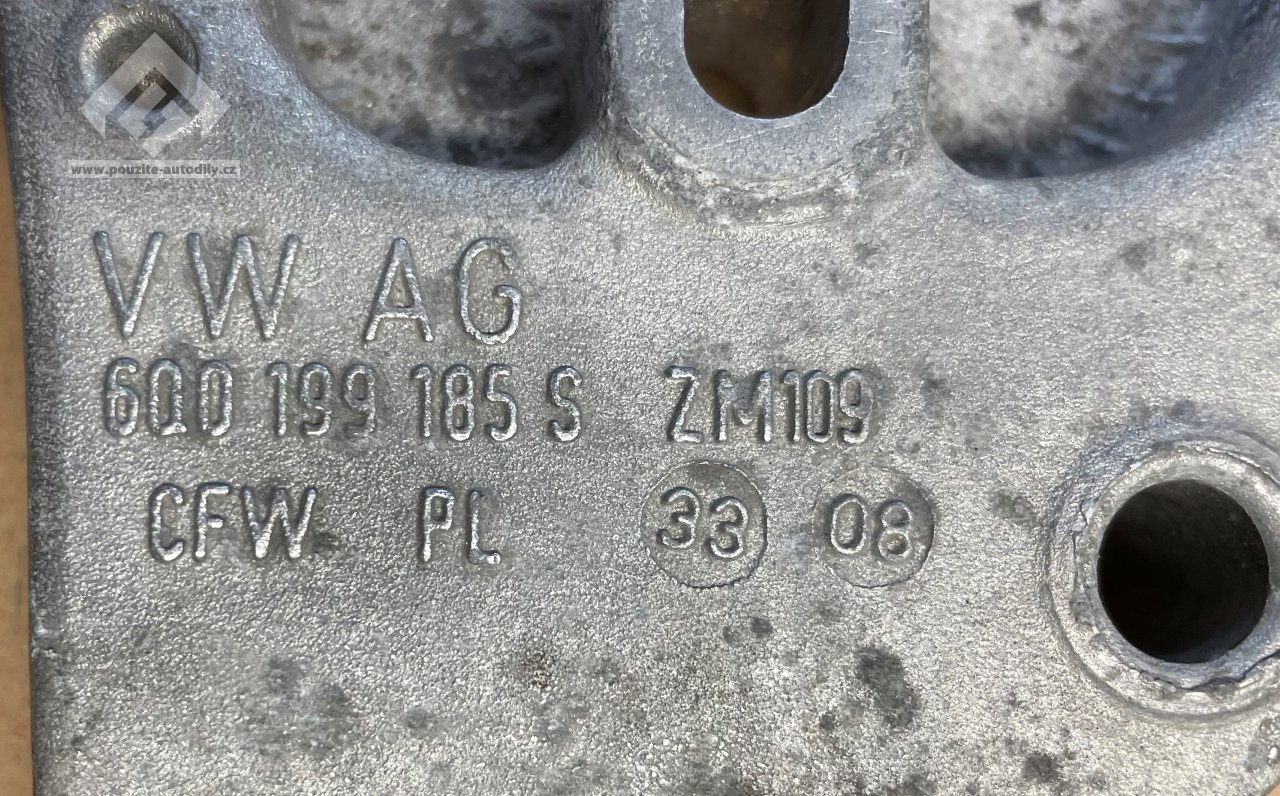 www.pouzite-autodily.cz
VW AG
6Q0 199 185 S ZM109
CFW PL 33 08